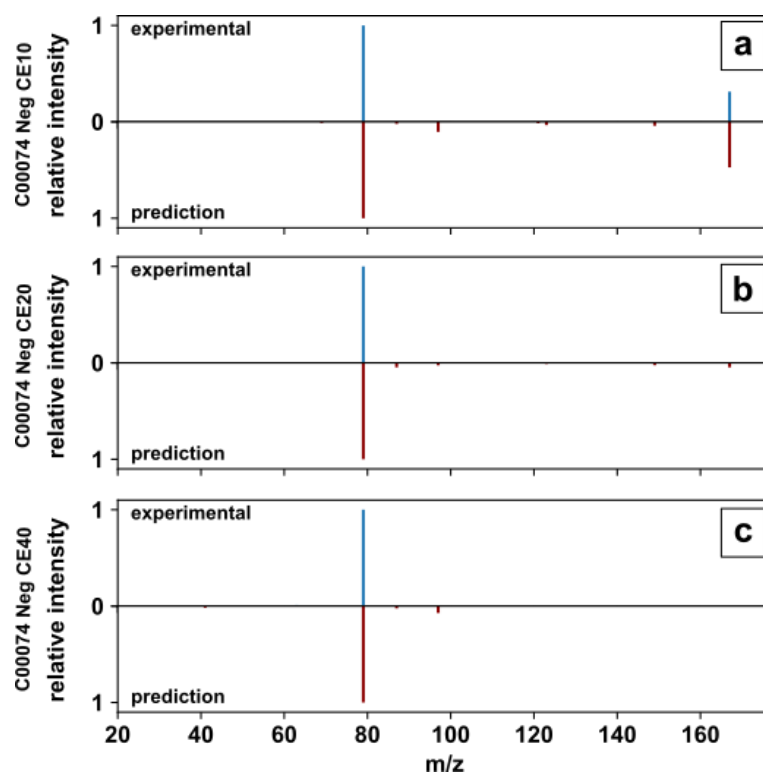 C00074 Neg CE10
relative intensity
1
experimental
a
0
prediction
1
C00074 Neg CE20
relative intensity
1
experimental
b
0
prediction
1
C00074 Neg CE40
relative intensity
1
experimental
c
0
prediction
1
20 40 60 80 100 120 140 160
m/z